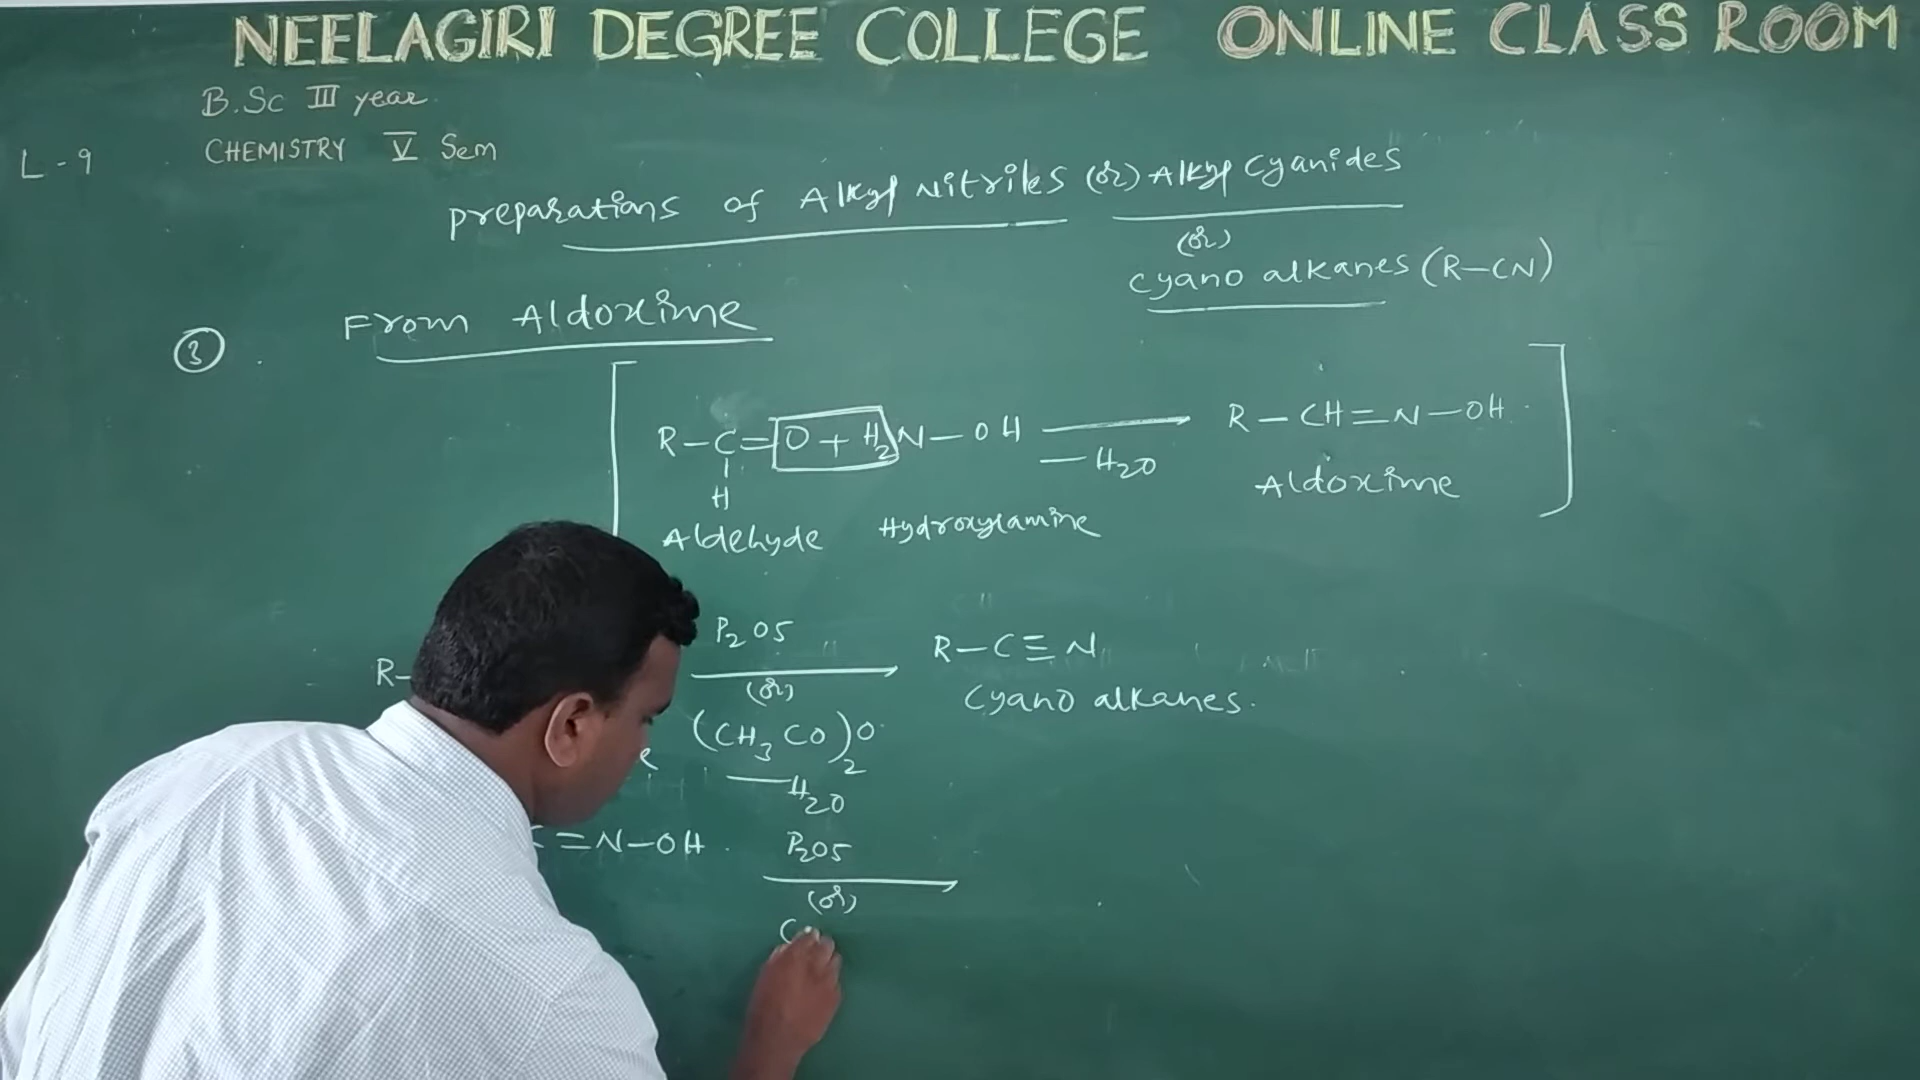 NEELAGIRI DEGREE COLLEGE ONLINE CLASS ROOM
B.Sc III year
CHEMISTRY V Sem
L-9
preparations of Alkyl Nitriles (or) Alkyl cyanides
(or)
cyano alkanes (R-CN)
3 From Aldoxime
R-C=O + H2N-OH → R-CH=N-OH
-H2O
H
Aldehyde Hydroxylamine Aldoxime
P2O5
R- → R-C≡N
(or) cyano alkanes.
(CH3CO)2O
-H2O
=N-OH P2O5
→
(or)
(